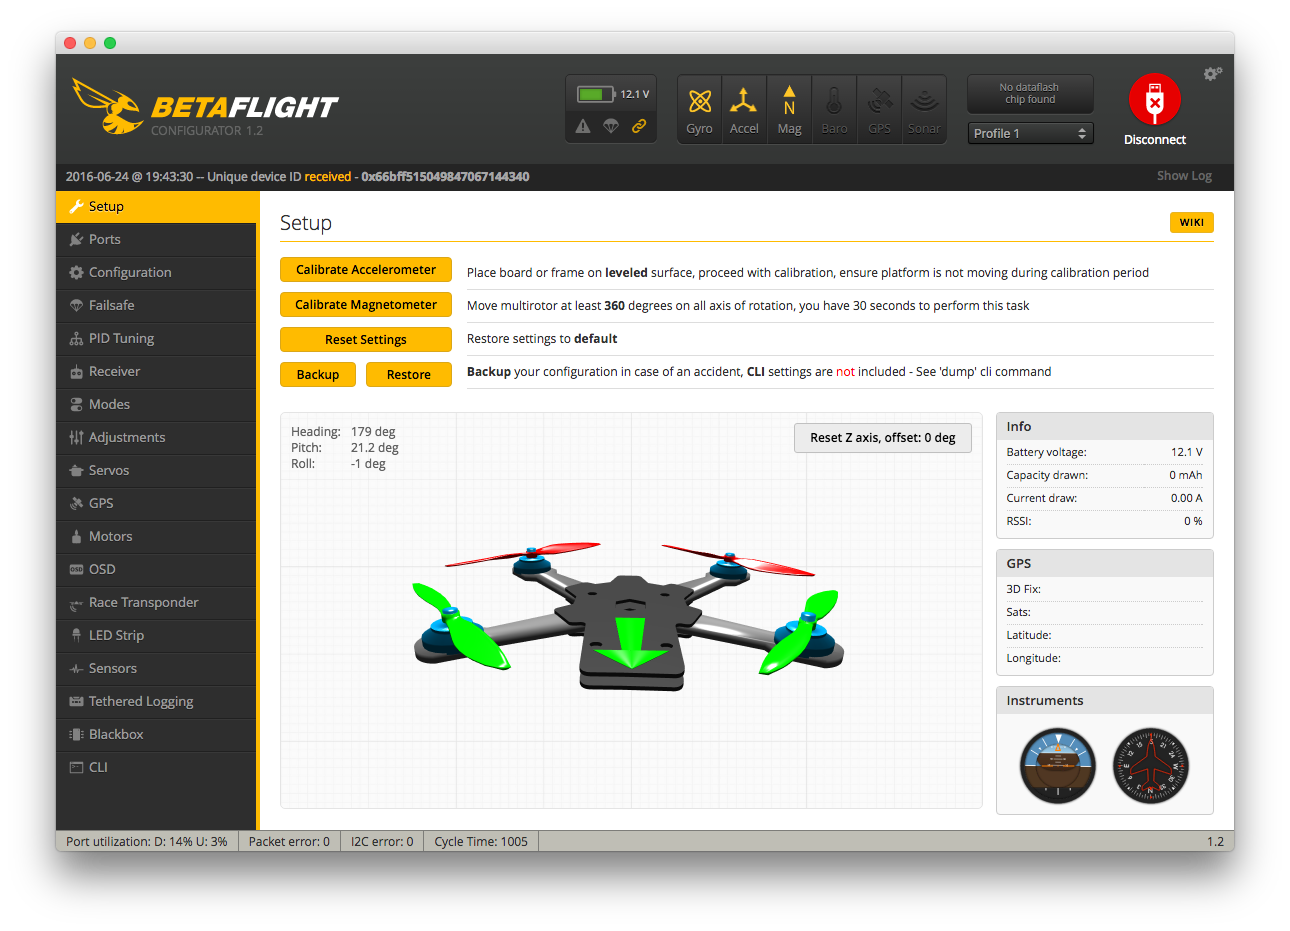 BETAFLIGHT
CONFIGURATOR 1.2
12.1 V
Gyro
Accel
N
Mag
Baro
GPS
Sonar
No dataflash
chip found
Profile 1
Disconnect
2016-06-24 @ 19:43:30 -- Unique device ID received - 0x66bff515049847067144340
Show Log
Setup
Ports
Configuration
Failsafe
PID Tuning
Receiver
Modes
Adjustments
Servos
GPS
Motors
OSD OSD
Race Transponder
LED Strip
Sensors
Tethered Logging
Blackbox
CLI
Setup
WIKI
Calibrate Accelerometer
Place board or frame on leveled surface, proceed with calibration, ensure platform is not moving during calibration period
Calibrate Magnetometer
Move multirotor at least 360 degrees on all axis of rotation, you have 30 seconds to perform this task
Reset Settings
Restore settings to default
Backup
Restore
Backup your configuration in case of an accident, CLI settings are not included - See 'dump' cli command
Heading: 179 deg
Pitch: 21.2 deg
Roll: -1 deg
Reset Z axis, offset: 0 deg
Info
Battery voltage: 12.1 V
Capacity drawn: 0 mAh
Current draw: 0.00 A
RSSI: 0 %
GPS
3D Fix:
Sats:
Latitude:
Longitude:
Instruments
S
E
W
N
Port utilization: D: 14% U: 3%
Packet error: 0
I2C error: 0
Cycle Time: 1005
1.2